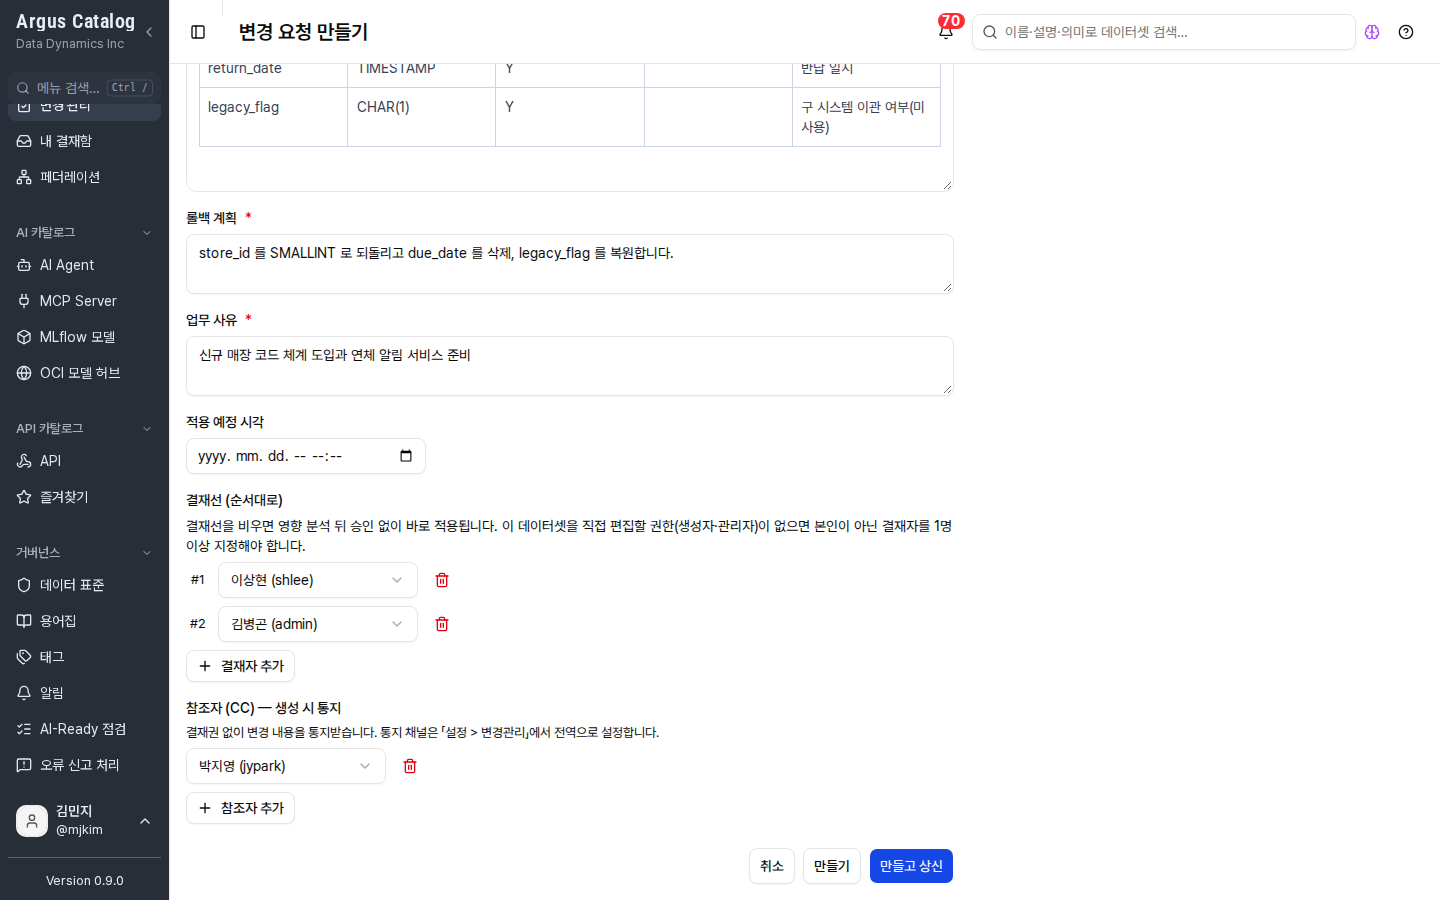 Argus Catalog
Data Dynamics Inc
메뉴 검색...
Ctrl /
변경 관리
내 결재함
페더레이션
AI 카탈로그
AI Agent
MCP Server
MLflow 모델
OCI 모델 허브
API 카탈로그
API
즐겨찾기
거버넌스
데이터 표준
용어집
태그
알림
AI-Ready 점검
오류 신고 처리
김민지
@mjkim
Version 0.9.0
변경 요청 만들기
70
이름·설명·의미로 데이터셋 검색...
return_date TIMESTAMP Y 반납 일시
legacy_flag CHAR(1) Y 구 시스템 이관 여부(미
사용)
롤백 계획 *
store_id 를 SMALLINT 로 되돌리고 due_date 를 삭제, legacy_flag 를 복원합니다.
업무 사유 *
신규 매장 코드 체계 도입과 연체 알림 서비스 준비
적용 예정 시각
yyyy. mm. dd. -- --:--
결재선 (순서대로)
결재선을 비우면 영향 분석 뒤 승인 없이 바로 적용됩니다. 이 데이터셋을 직접 편집할 권한(생성자·관리자)이 없으면 본인이 아닌 결재자를 1명
이상 지정해야 합니다.
#1 이상현 (shlee)
#2 김병곤 (admin)
결재자 추가
참조자 (CC) — 생성 시 통지
결재권 없이 변경 내용을 통지받습니다. 통지 채널은 「설정 > 변경관리」에서 전역으로 설정합니다.
박지영 (jypark)
참조자 추가
취소
만들기
만들고 상신